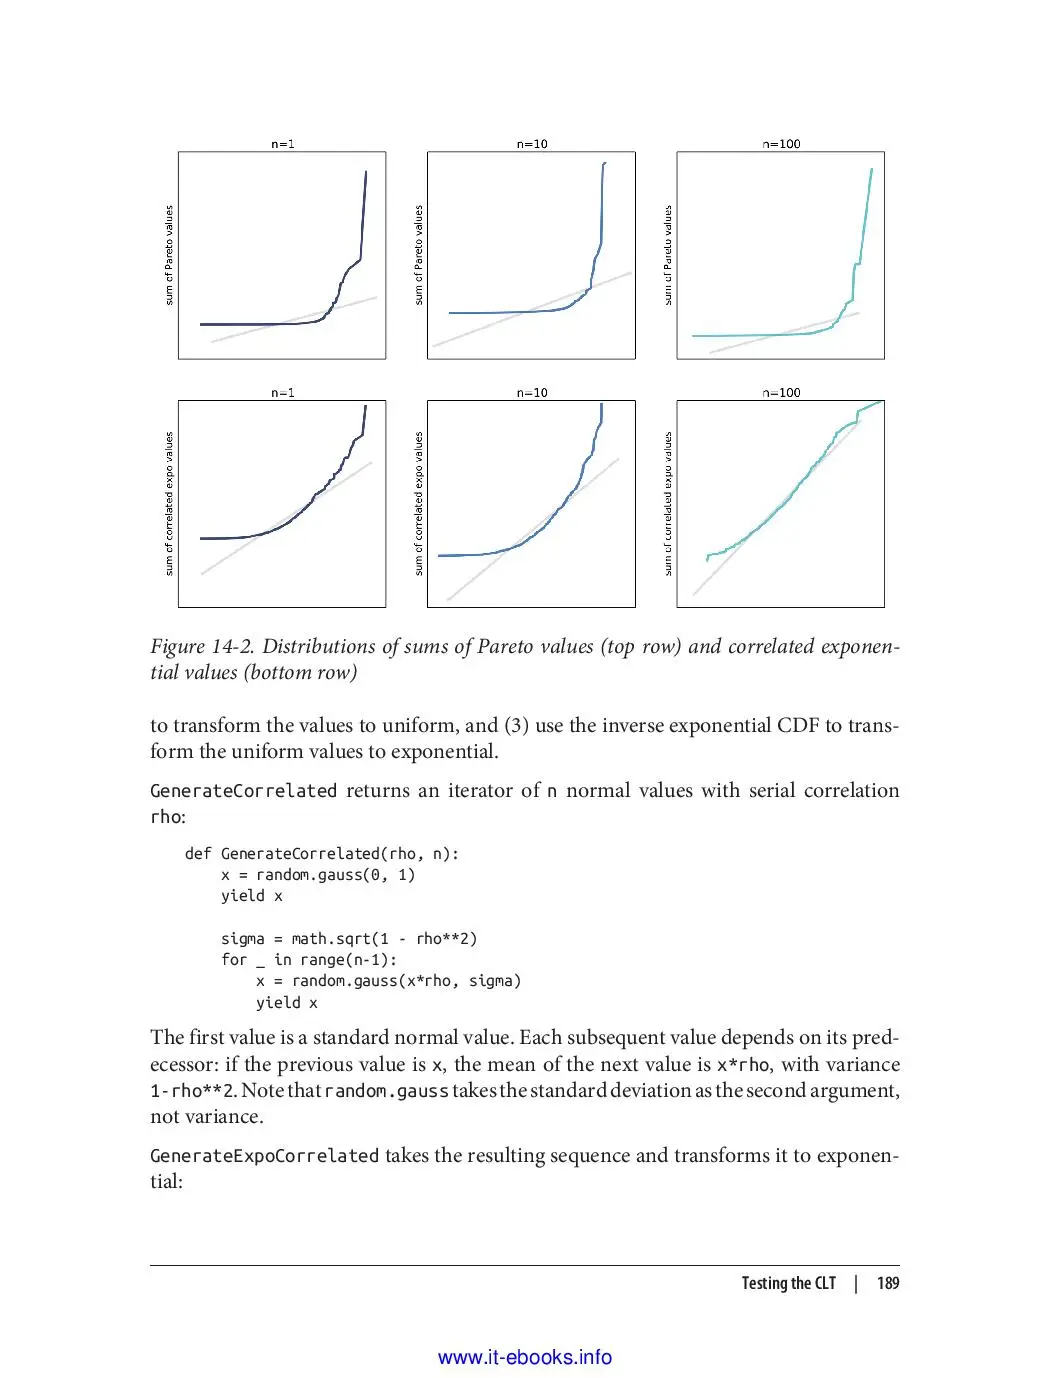 n=1
n=10
n=100
sum of Pareto values
sum of Pareto values
sum of Pareto values
n=1
n=10
n=100
sum of correlated expo values
sum of correlated expo values
sum of correlated expo values
Figure 14-2. Distributions of sums of Pareto values (top row) and correlated exponen-
tial values (bottom row)
to transform the values to uniform, and (3) use the inverse exponential CDF to trans-
form the uniform values to exponential.
GenerateCorrelated returns an iterator of n normal values with serial correlation
rho:
def GenerateCorrelated(rho, n):
    x = random.gauss(0, 1)
    yield x
    sigma = math.sqrt(1 - rho**2)
    for _ in range(n-1):
        x = random.gauss(x*rho, sigma)
        yield x
The first value is a standard normal value. Each subsequent value depends on its pred-
ecessor: if the previous value is x, the mean of the next value is x*rho, with variance
1-rho**2. Note that random.gauss takes the standard deviation as the second argument,
not variance.
GenerateExpoCorrelated takes the resulting sequence and transforms it to exponen-
tial:
Testing the CLT | 189
www.it-ebooks.info